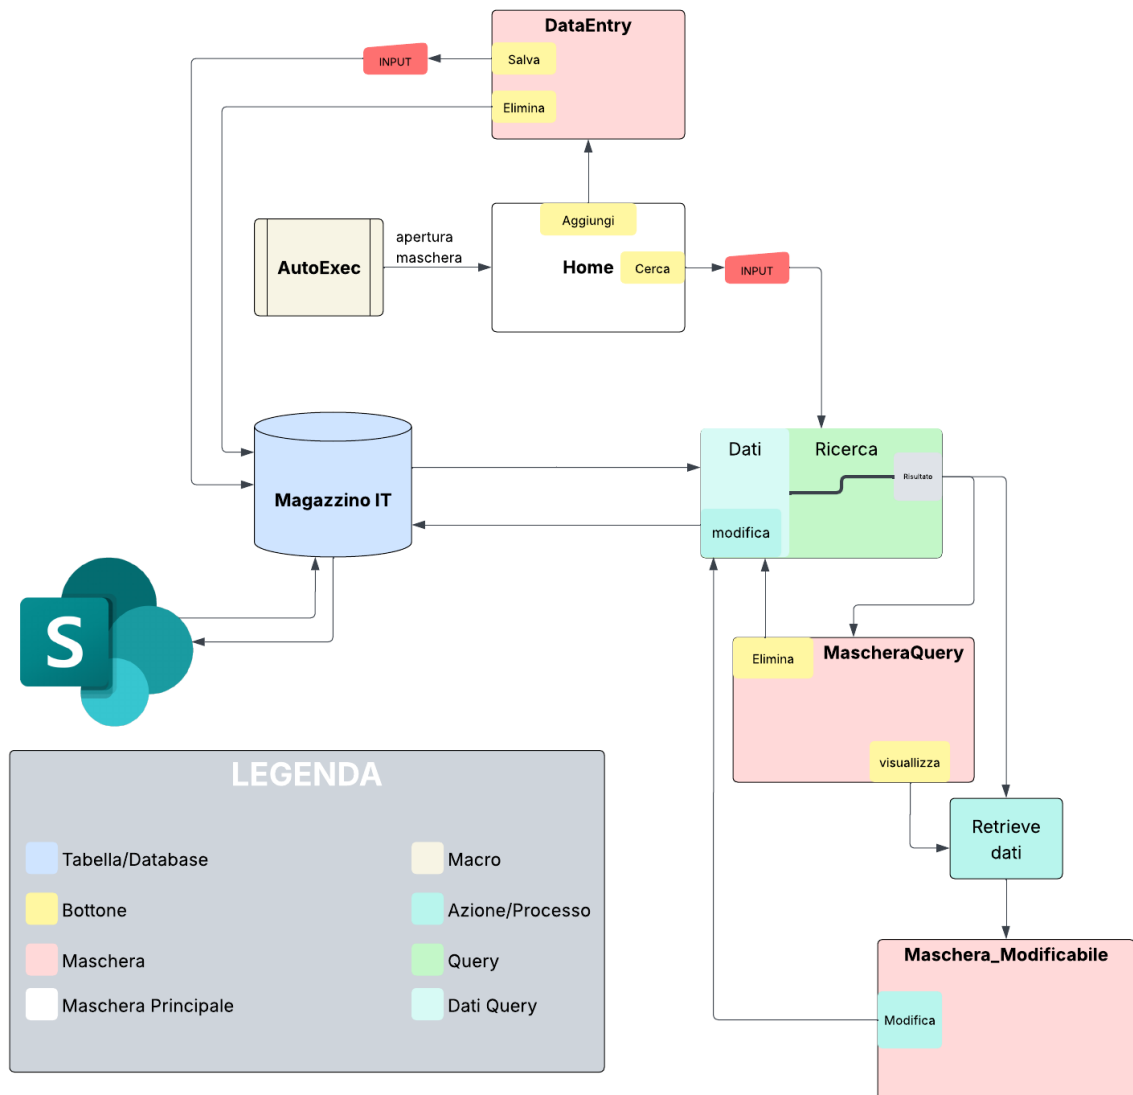 DataEntry
INPUT
Salva
Elimina
Aggiungi
apertura
maschera
AutoExec
Home
Cerca
INPUT
Dati
Ricerca
Risultato
Magazzino IT
modifica
S
Elimina
MascheraQuery
visuallizza
LEGENDA
Retrieve
dati
Tabella/Database
Macro
Bottone
Azione/Processo
Maschera
Query
Maschera Principale
Dati Query
Maschera_Modificabile
Modifica